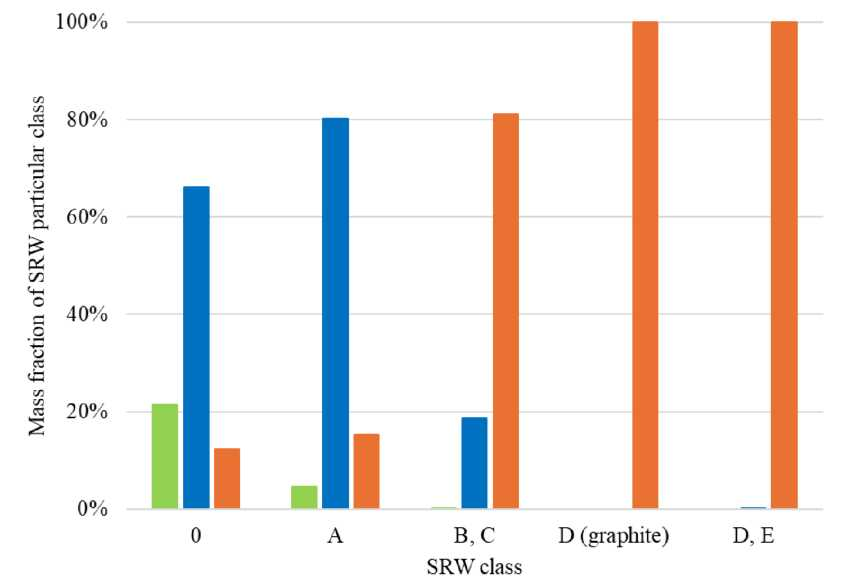 100%
80%
60%
40%
20%
0%
Mass fraction of SRW particular class
0 A B, C D (graphite) D, E
SRW class